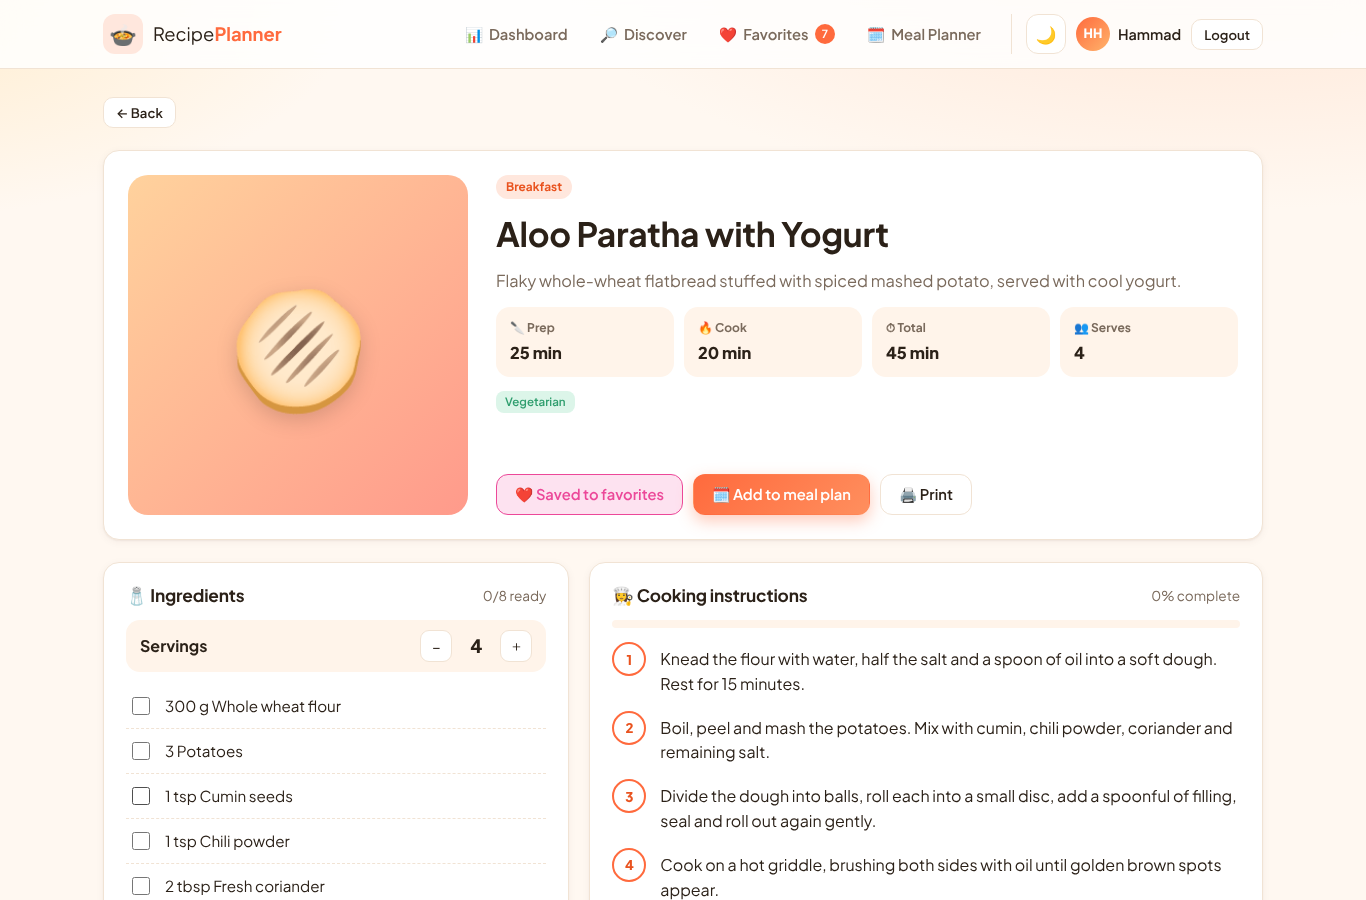 RecipePlanner
Dashboard
Discover
Favorites 7
Meal Planner
HH Hammad
Logout
← Back
Breakfast
Aloo Paratha with Yogurt
Flaky whole-wheat flatbread stuffed with spiced mashed potato, served with cool yogurt.
Prep
25 min
Cook
20 min
Total
45 min
Serves
4
Vegetarian
Saved to favorites
Add to meal plan
Print
Ingredients
0/8 ready
Servings
– 4 +
300 g Whole wheat flour
3 Potatoes
1 tsp Cumin seeds
1 tsp Chili powder
2 tbsp Fresh coriander
Cooking instructions
0% complete
1 Knead the flour with water, half the salt and a spoon of oil into a soft dough.
Rest for 15 minutes.
2 Boil, peel and mash the potatoes. Mix with cumin, chili powder, coriander and
remaining salt.
3 Divide the dough into balls, roll each into a small disc, add a spoonful of filling,
seal and roll out again gently.
4 Cook on a hot griddle, brushing both sides with oil until golden brown spots
appear.